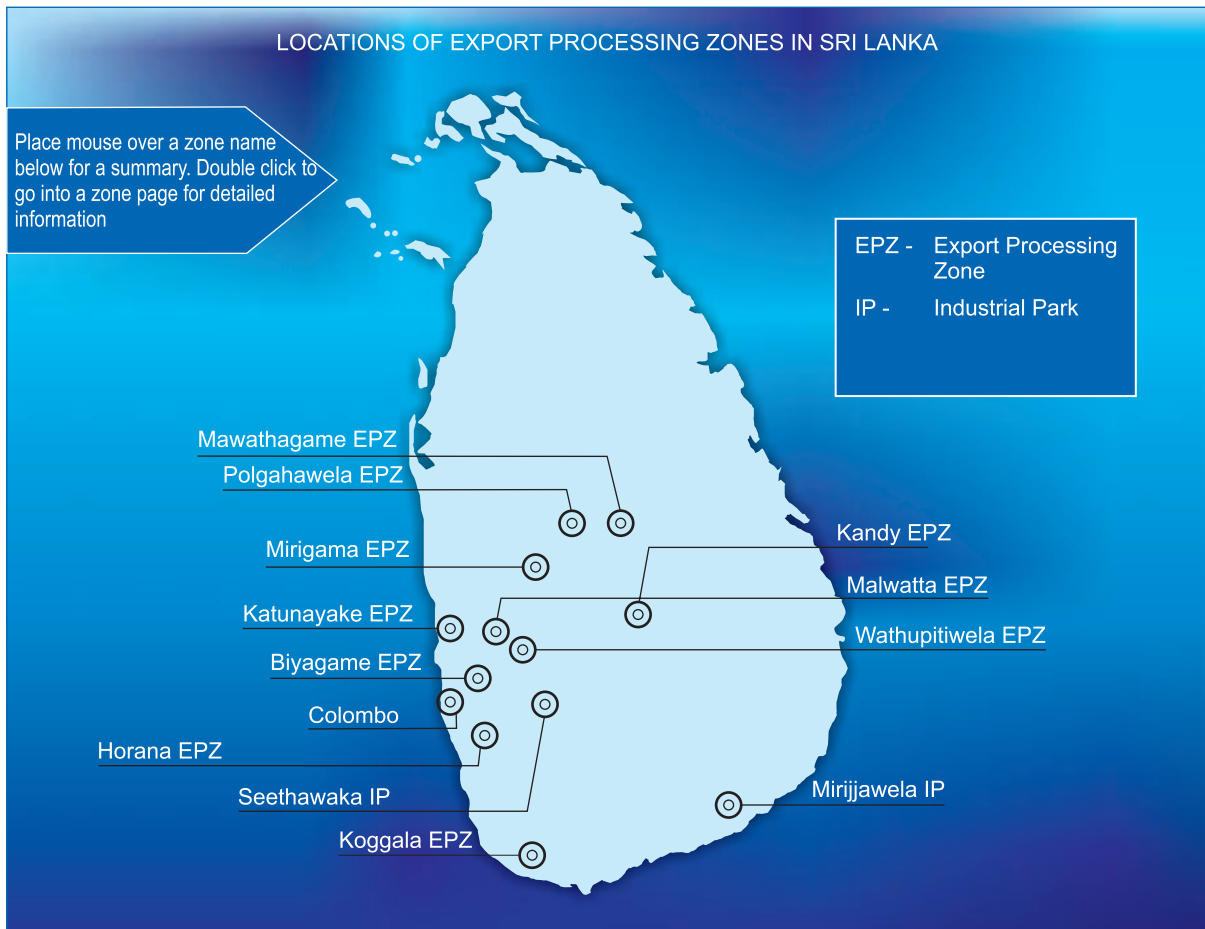 LOCATIONS OF EXPORT PROCESSING ZONES IN SRI LANKA
Place mouse over a zone name
below for a summary. Double click to
go into a zone page for detailed
information
EPZ - Export Processing
Zone
IP - Industrial Park
Mawathagame EPZ
Polgahawela EPZ
Kandy EPZ
Mirigama EPZ
Malwatta EPZ
Katunayake EPZ
Wathupitiwela EPZ
Biyagame EPZ
Colombo
Horana EPZ
Mirijjawela IP
Seethawaka IP
Koggala EPZ